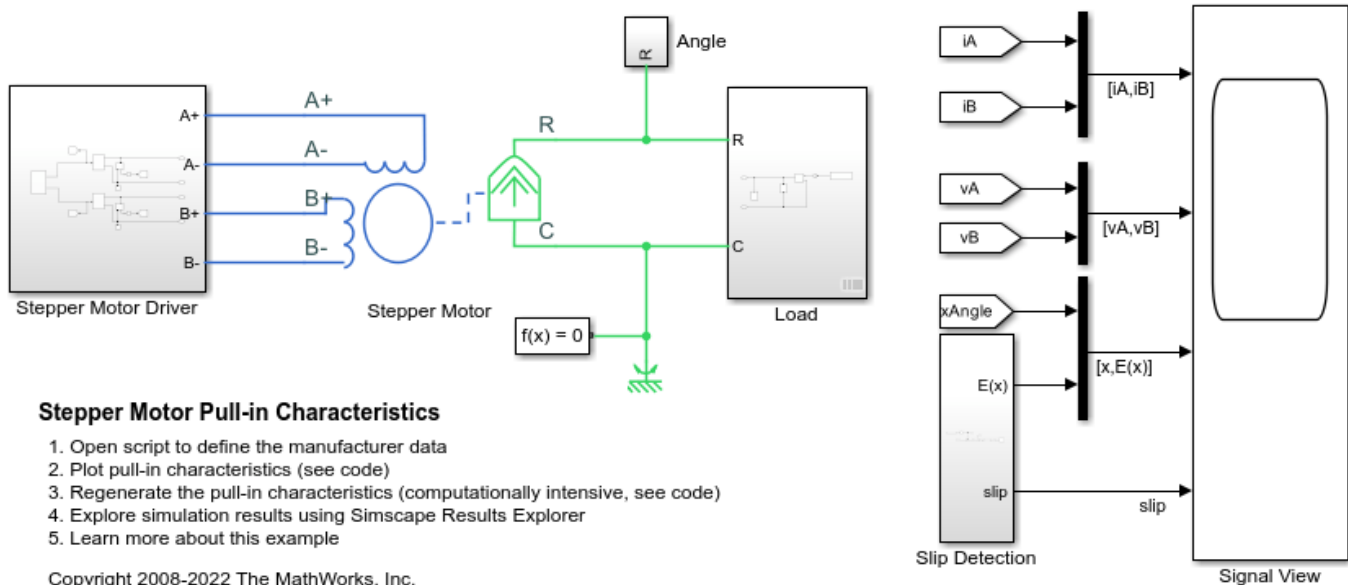 Angle
R
A+
A+
A-
A-
B+
B+
B-
B-
R
R
C
C
Stepper Motor Driver
Stepper Motor
Load
f(x) = 0
iA
iB
[iA,iB]
vA
vB
[vA,vB]
xAngle
E(x)
[x,E(x)]
slip
slip
Slip Detection
Signal View
Stepper Motor Pull-in Characteristics
1. Open script to define the manufacturer data
2. Plot pull-in characteristics (see code)
3. Regenerate the pull-in characteristics (computationally intensive, see code)
4. Explore simulation results using Simscape Results Explorer
5. Learn more about this example
Copyright 2008-2022 The MathWorks, Inc.